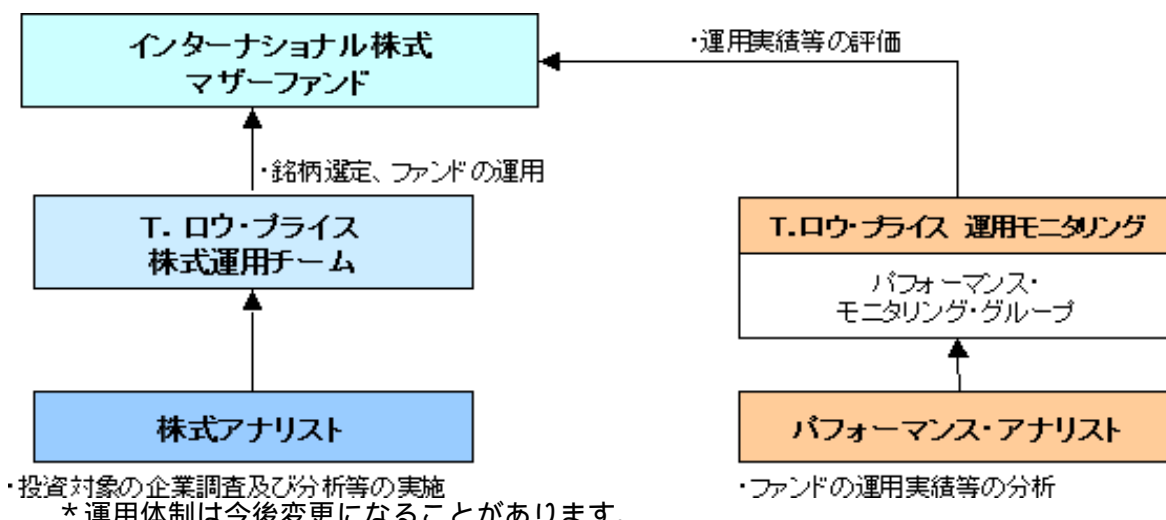 インターナショナル株式
マザーファンド
・運用実績等の評価
・銘柄選定、ファンドの運用
T. ロウ・プライス
株式運用チーム
T.ロウ・プライス 運用モニタリング
パフォーマンス・
モニタリング・グループ
株式アナリスト
パフォーマンス・アナリスト
・投資対象の企業調査及び分析等の実施
・ファンドの運用実績等の分析
＊運用体制は今後変更になることがあります.